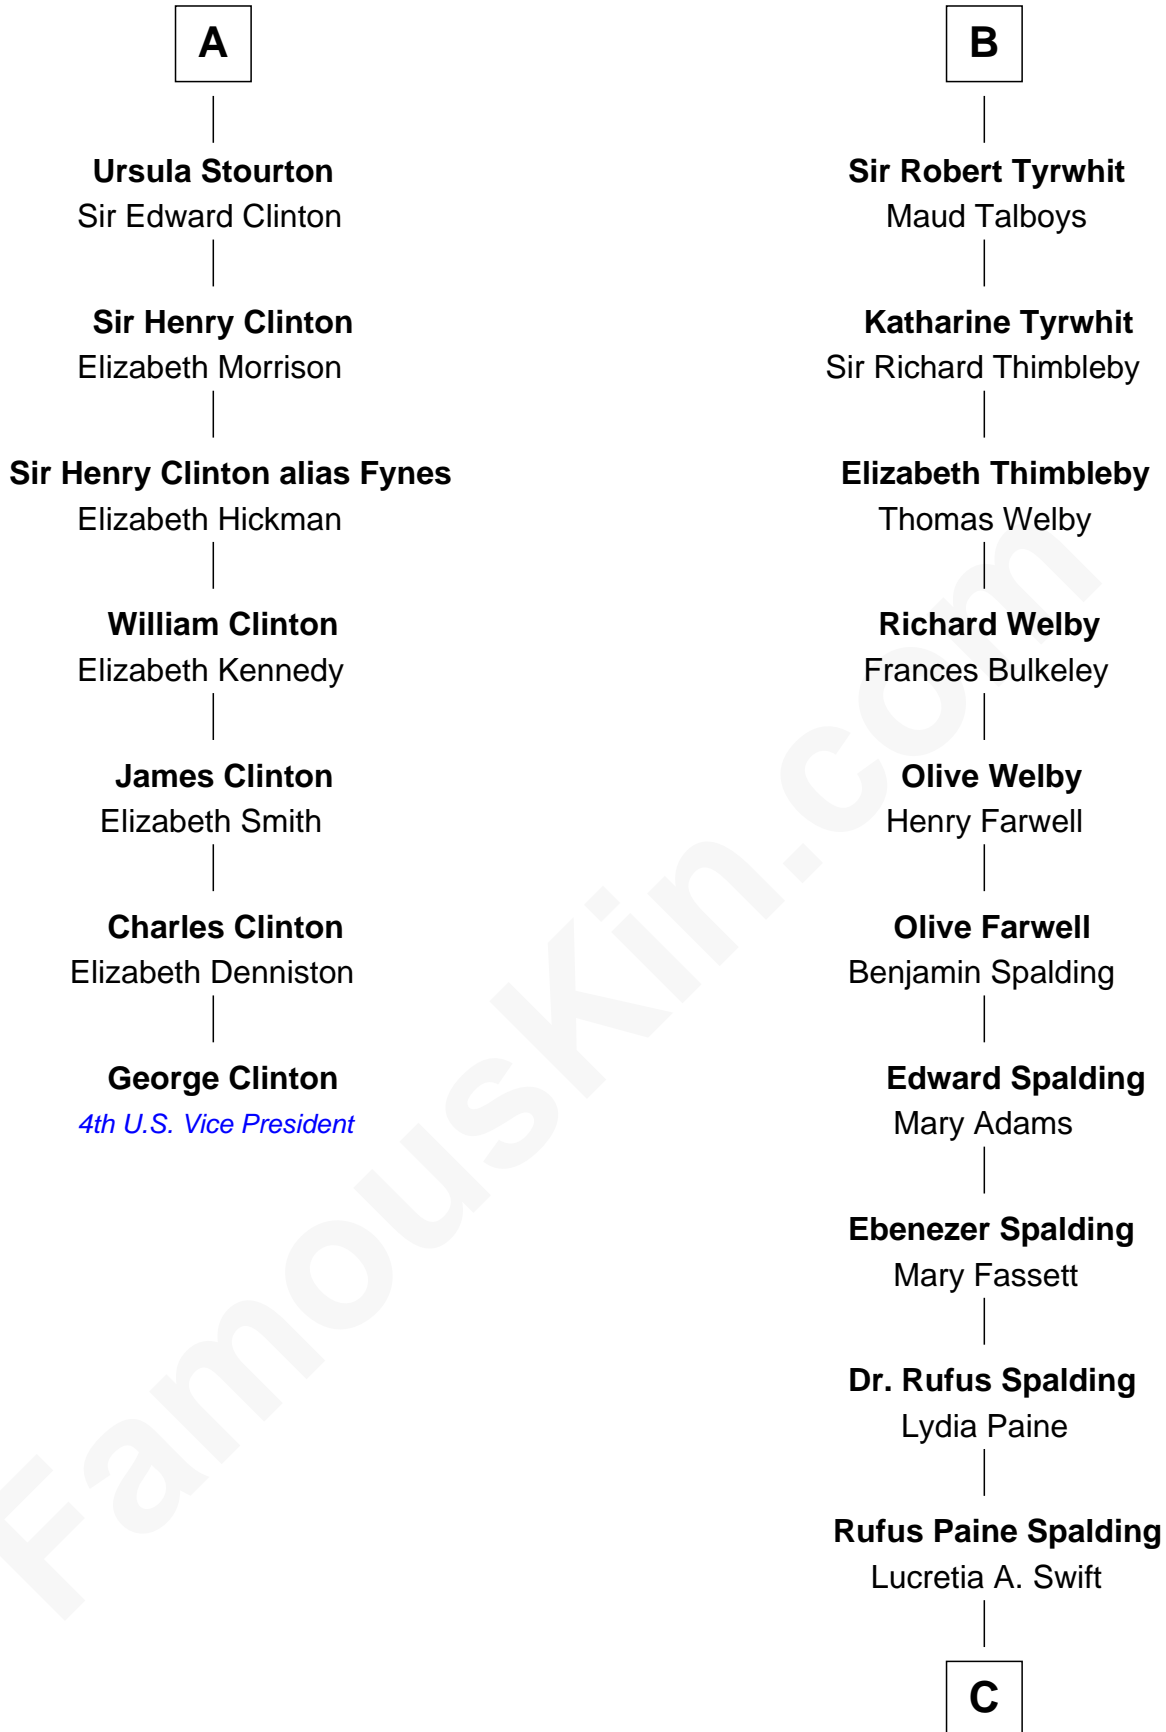 A
Ursula Stourton
Sir Edward Clinton
Sir Henry Clinton
Elizabeth Morrison
Sir Henry Clinton alias Fynes
Elizabeth Hickman
William Clinton
Elizabeth Kennedy
James Clinton
Elizabeth Smith
Charles Clinton
Elizabeth Denniston
George Clinton
4th U.S. Vice President
B
Sir Robert Tyrwhit
Maud Talboys
Katharine Tyrwhit
Sir Richard Thimbleby
Elizabeth Thimbleby
Thomas Welby
Richard Welby
Frances Bulkeley
Olive Welby
Henry Farwell
Olive Farwell
Benjamin Spalding
Edward Spalding
Mary Adams
Ebenezer Spalding
Mary Fassett
Dr. Rufus Spalding
Lydia Paine
Rufus Paine Spalding
Lucretia A. Swift
C
FamousKin.com